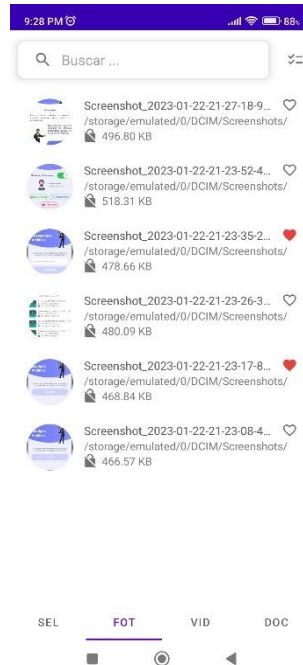 9:28 PM 88%
Buscar ...
Screenshot_2023-01-22-21-27-18-9...
/storage/emulated/0/DCIM/Screenshots/
496.80 KB
Screenshot_2023-01-22-21-23-52-4...
/storage/emulated/0/DCIM/Screenshots/
518.31 KB
Screenshot_2023-01-22-21-23-35-2...
/storage/emulated/0/DCIM/Screenshots/
478.66 KB
Screenshot_2023-01-22-21-23-26-3...
/storage/emulated/0/DCIM/Screenshots/
480.09 KB
Screenshot_2023-01-22-21-23-17-8...
/storage/emulated/0/DCIM/Screenshots/
468.84 KB
Screenshot_2023-01-22-21-23-08-4...
/storage/emulated/0/DCIM/Screenshots/
466.57 KB
SEL FOT VID DOC